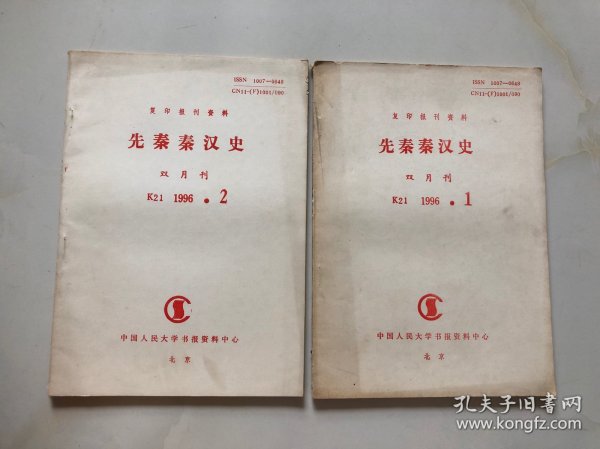 ISSN 1007—0648
CN11—(F)1001/090
复印报刊资料
先秦秦汉史
双月刊
K21 1996 . 2
中国人民大学书报资料中心
北京
ISSN 1007—0648
CN11—(F)1001/090
复印报刊资料
先秦秦汉史
双月刊
K21 1996 . 1
中国人民大学书报资料中心
北京
孔夫子旧书网
www.kongfz.com